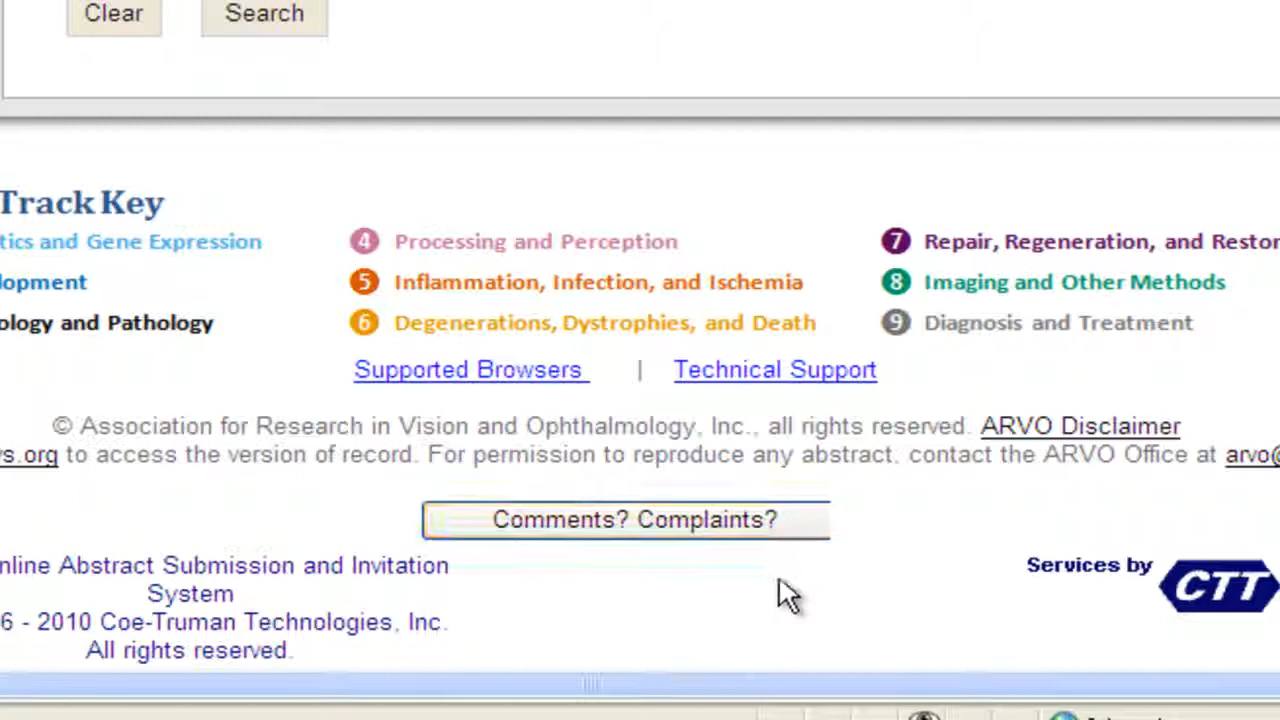 Clear Search
Track Key
tics and Gene Expression 4 Processing and Perception 7 Repair, Regeneration, and Restor
lopment 5 Inflammation, Infection, and Ischemia 8 Imaging and Other Methods
ology and Pathology 6 Degenerations, Dystrophies, and Death 9 Diagnosis and Treatment
Supported Browsers | Technical Support
© Association for Research in Vision and Ophthalmology, Inc., all rights reserved. ARVO Disclaimer
vs.org to access the version of record. For permission to reproduce any abstract, contact the ARVO Office at arvo@
Comments? Complaints?
nline Abstract Submission and Invitation
System
6 - 2010 Coe-Truman Technologies, Inc.
All rights reserved.
Services by CTT